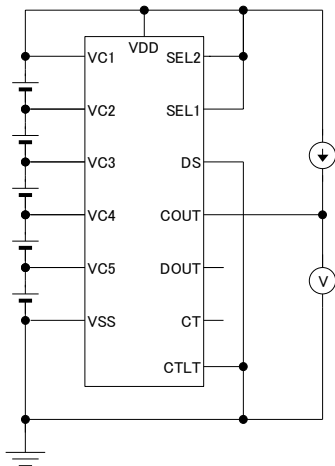 VDD
VC1
SEL2
VC2
SEL1
VC3
DS
VC4
COUT
VC5
DOUT
VSS
CT
CTLT
V